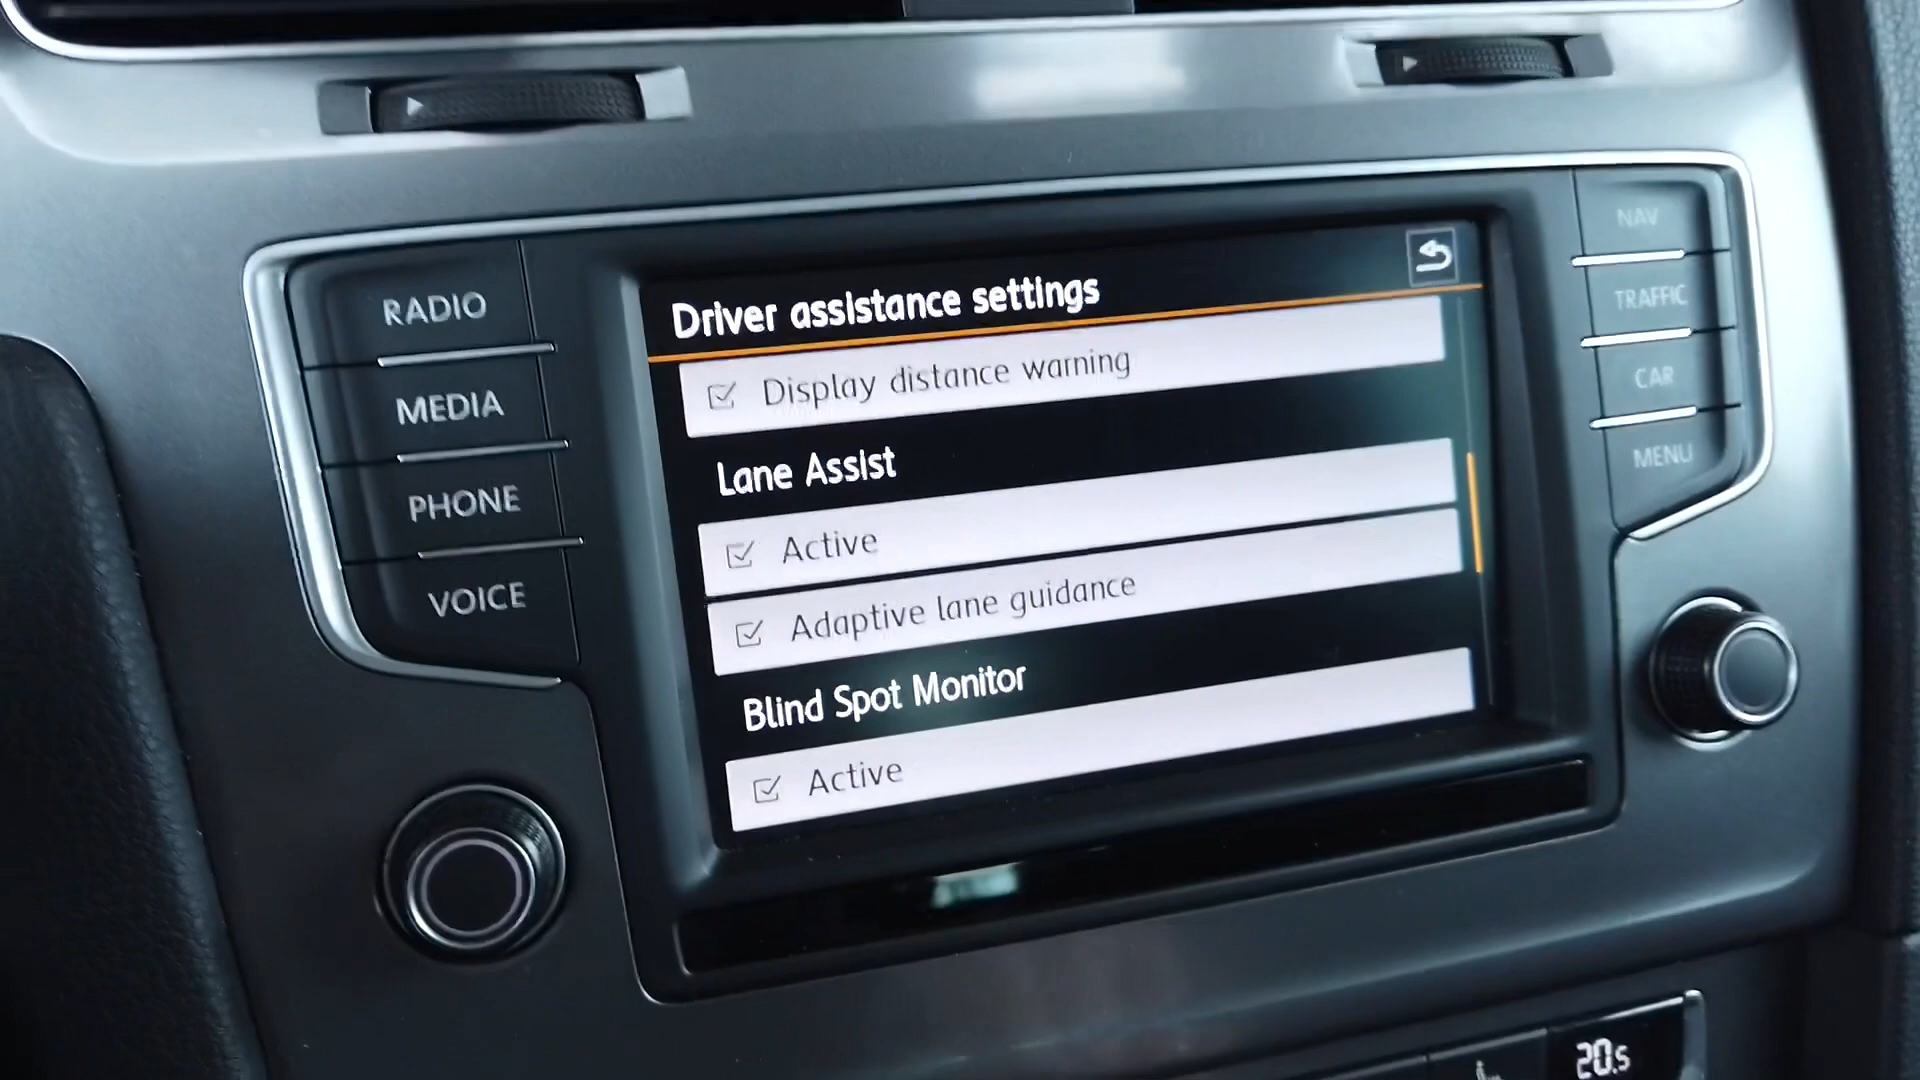 RADIO
MEDIA
PHONE
VOICE
Driver assistance settings
Display distance warning
Lane Assist
Active
Adaptive lane guidance
Blind Spot Monitor
Active
NAV
TRAFFIC
CAR
MENU
20.5